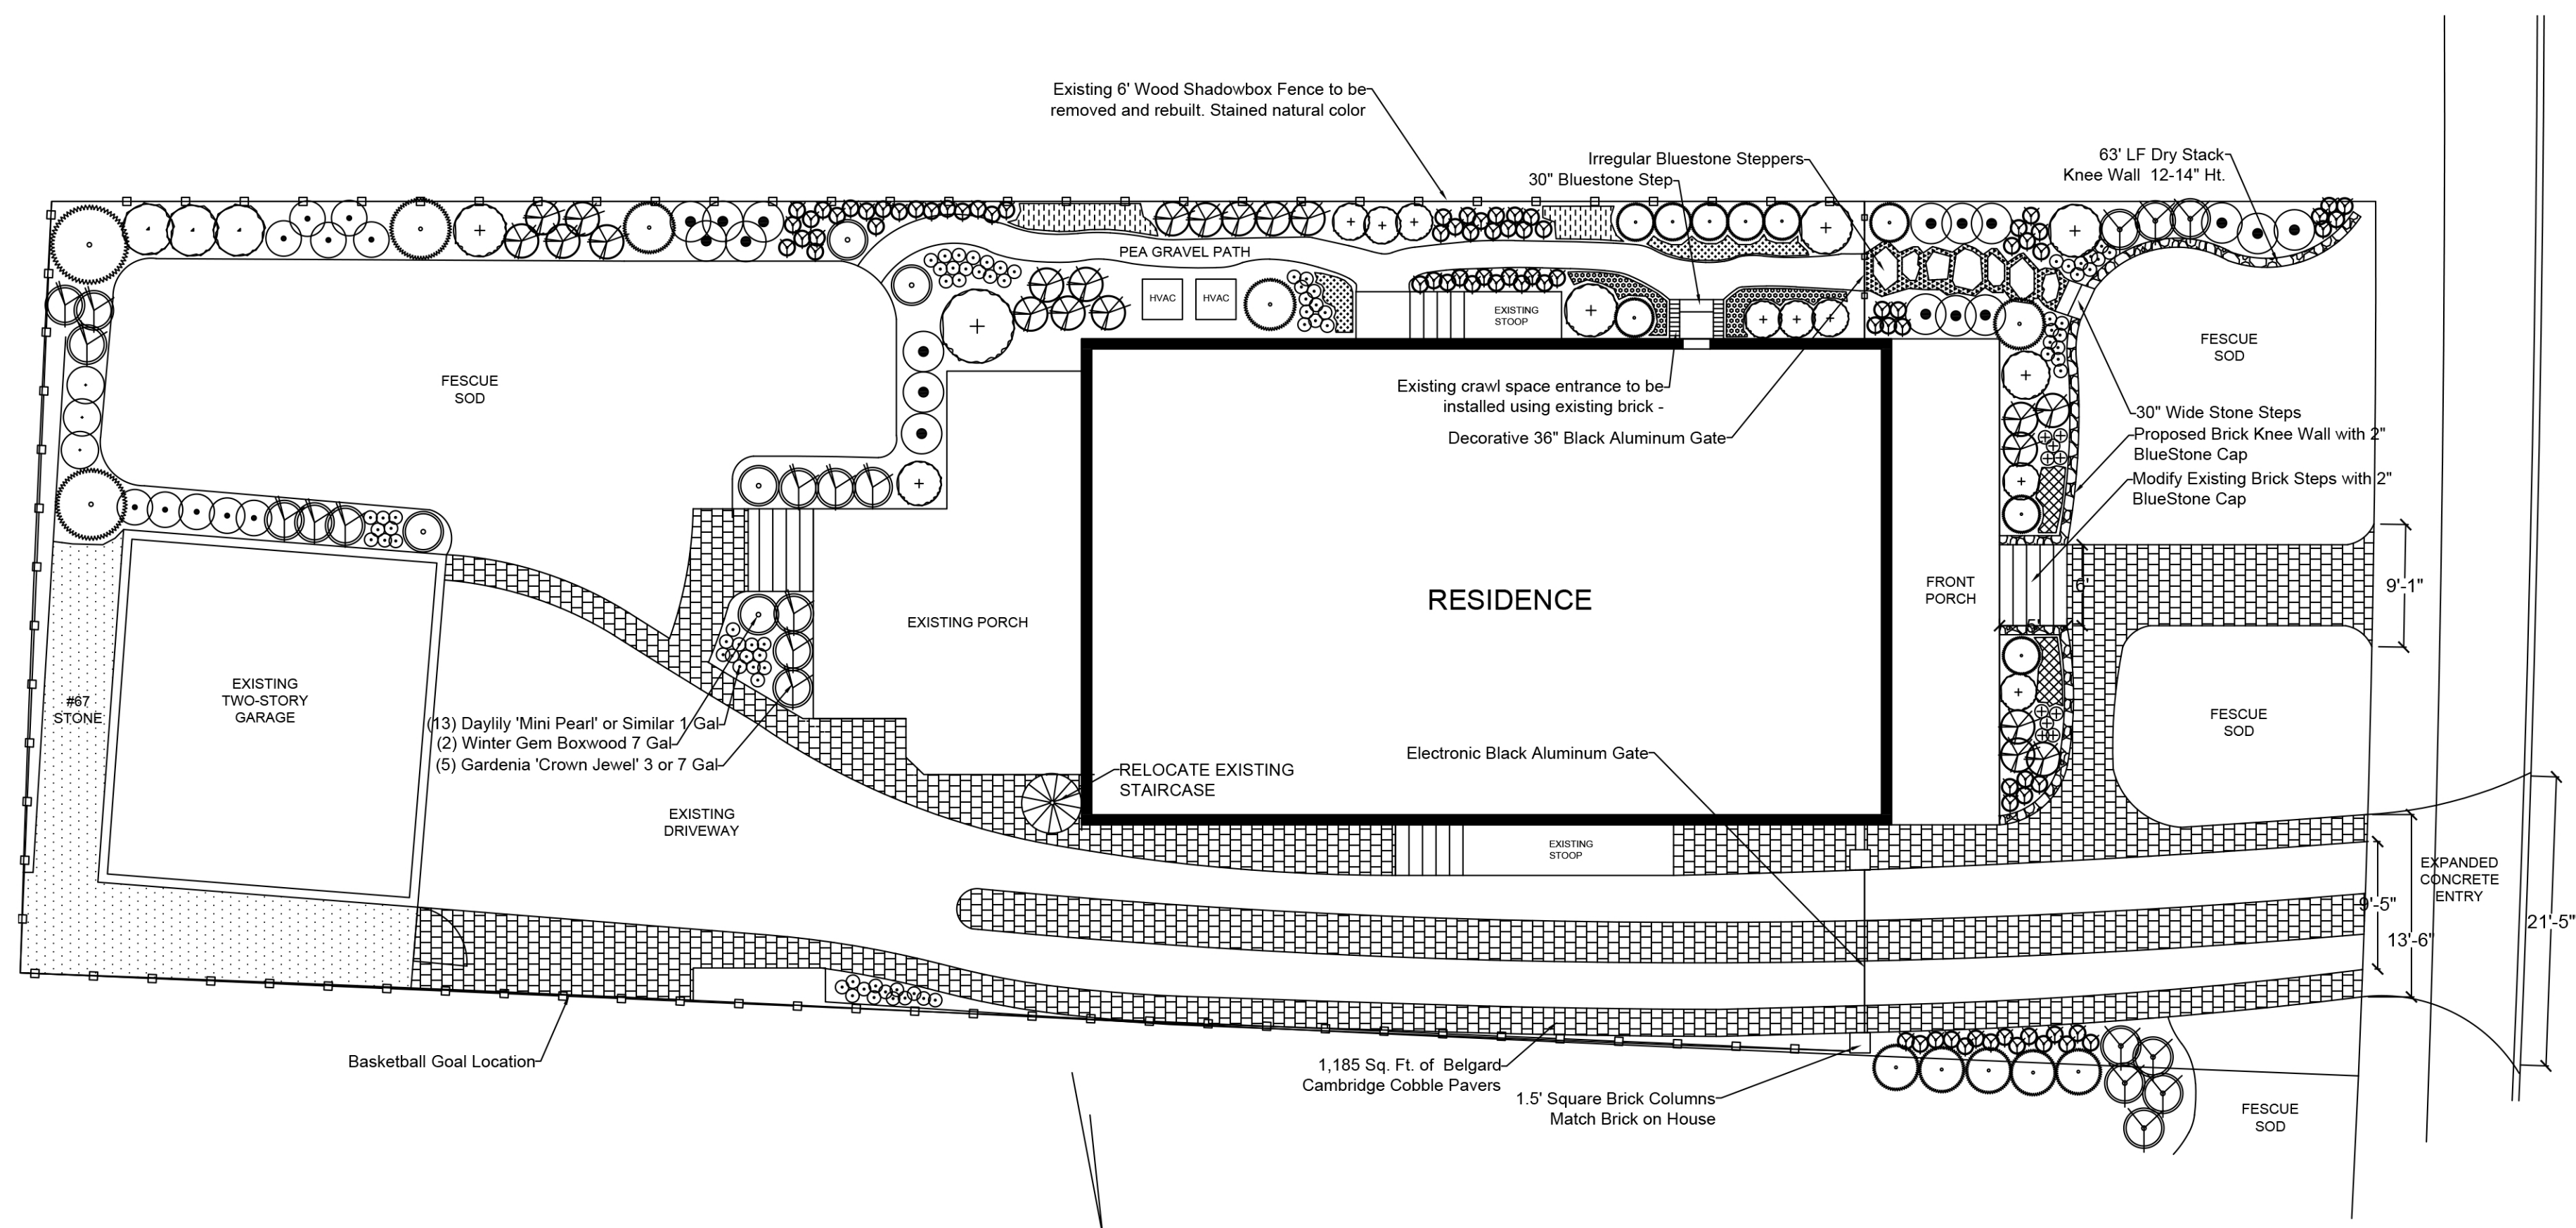 Existing 6' Wood Shadowbox Fence to be
removed and rebuilt. Stained natural color
Irregular Bluestone Steppers
30" Bluestone Step
63' LF Dry Stack
Knee Wall 12-14" Ht.
PEA GRAVEL PATH
HVAC
HVAC
EXISTING
STOOP
FESCUE
SOD
FESCUE
SOD
Existing crawl space entrance to be
installed using existing brick -
Decorative 36" Black Aluminum Gate
30" Wide Stone Steps
Proposed Brick Knee Wall with 2"
BlueStone Cap
Modify Existing Brick Steps with 2"
BlueStone Cap
RESIDENCE
FRONT
PORCH
6'
5'
9'-1"
EXISTING PORCH
EXISTING
TWO-STORY
GARAGE
#67
STONE
(13) Daylily 'Mini Pearl' or Similar 1 Gal
(2) Winter Gem Boxwood 7 Gal
(5) Gardenia 'Crown Jewel' 3 or 7 Gal
FESCUE
SOD
Electronic Black Aluminum Gate
RELOCATE EXISTING
STAIRCASE
EXISTING
DRIVEWAY
EXISTING
STOOP
EXPANDED
CONCRETE
ENTRY
9'-5"
13'-6"
21'-5"
Basketball Goal Location
1,185 Sq. Ft. of Belgard
Cambridge Cobble Pavers
1.5' Square Brick Columns
Match Brick on House
FESCUE
SOD